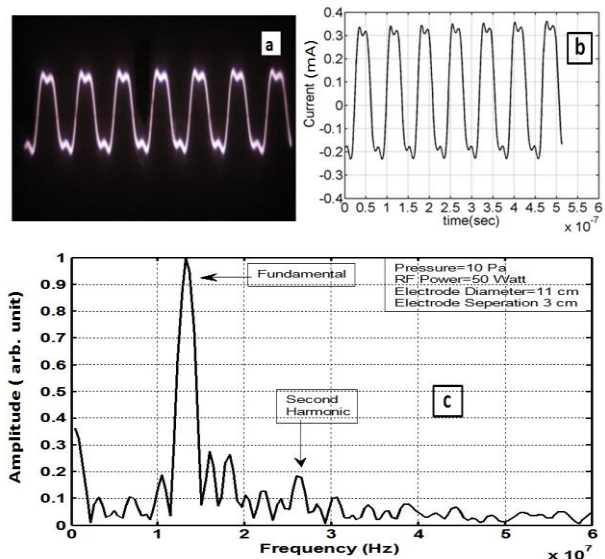 a
b
Current (mA)
0.4
0.3
0.2
0.1
0
-0.1
-0.2
-0.3
-0.4
0 0.5 1 1.5 2 2.5 3 3.5 4 4.5 5 5.5 6
time(sec)
x 10⁻⁷
Amplitude ( arb. unit)
1
0.9
0.8
0.7
0.6
0.5
0.4
0.3
0.2
0.1
0
Fundamental
Pressure=10 Pa
RF Power=50 Watt
Electrode Diameter=11 cm
Electrode Seperation 3 cm
Second
Harmonic
c
0 1 2 3 4 5 6
Frequency (Hz)
x 10⁷